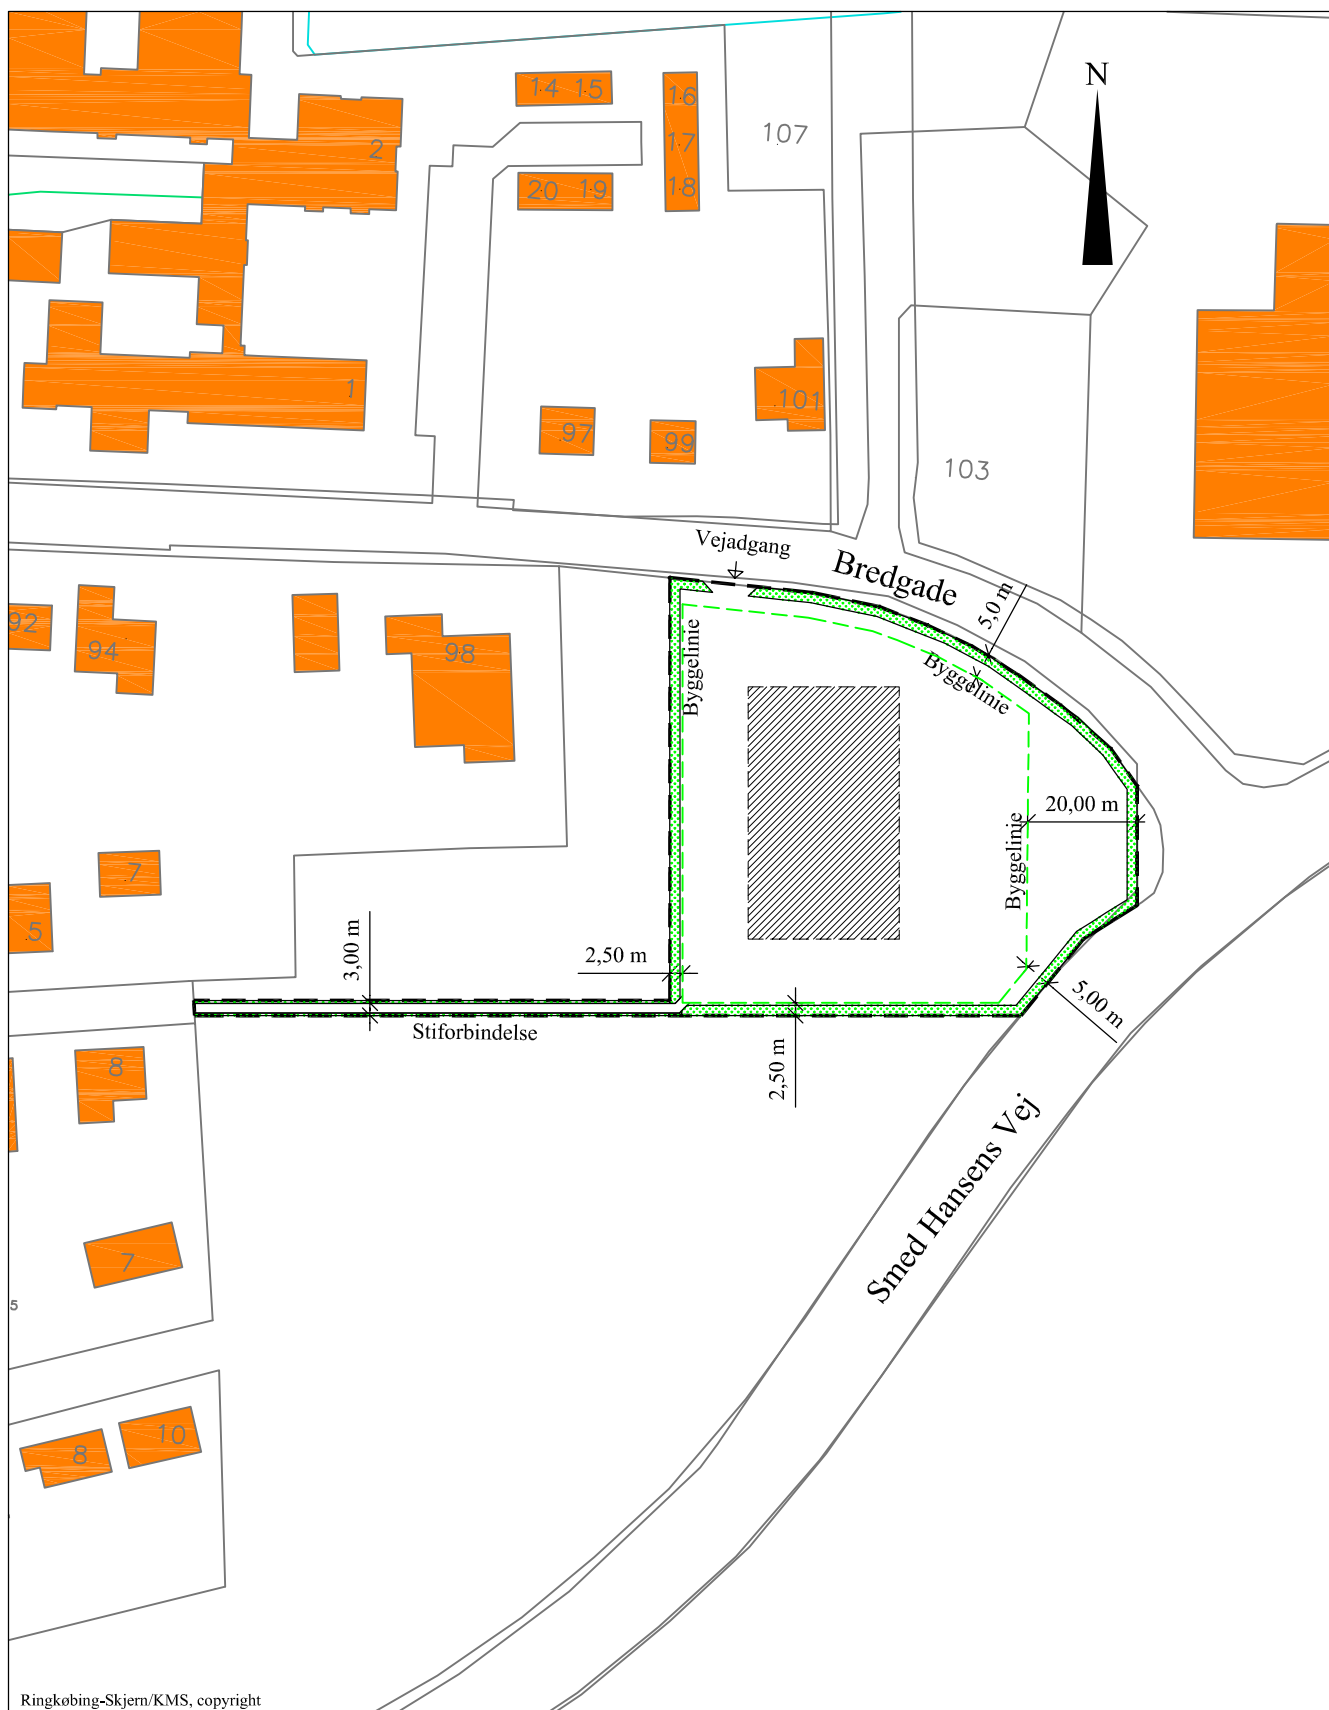 N
14 15
16
17
18
107
2
20 19
1
101
97
99
103
Vejadgang
Bredgade
5,0 m
92
94
98
Byggelinie
Byggelinie
20,00 m
Byggelinie
7
5
3,00 m
2,50 m
5,00 m
Stiforbindelse
2,50 m
8
Smed Hansens Vej
7
5
10
8
Ringkøbing-Skjern/KMS, copyright